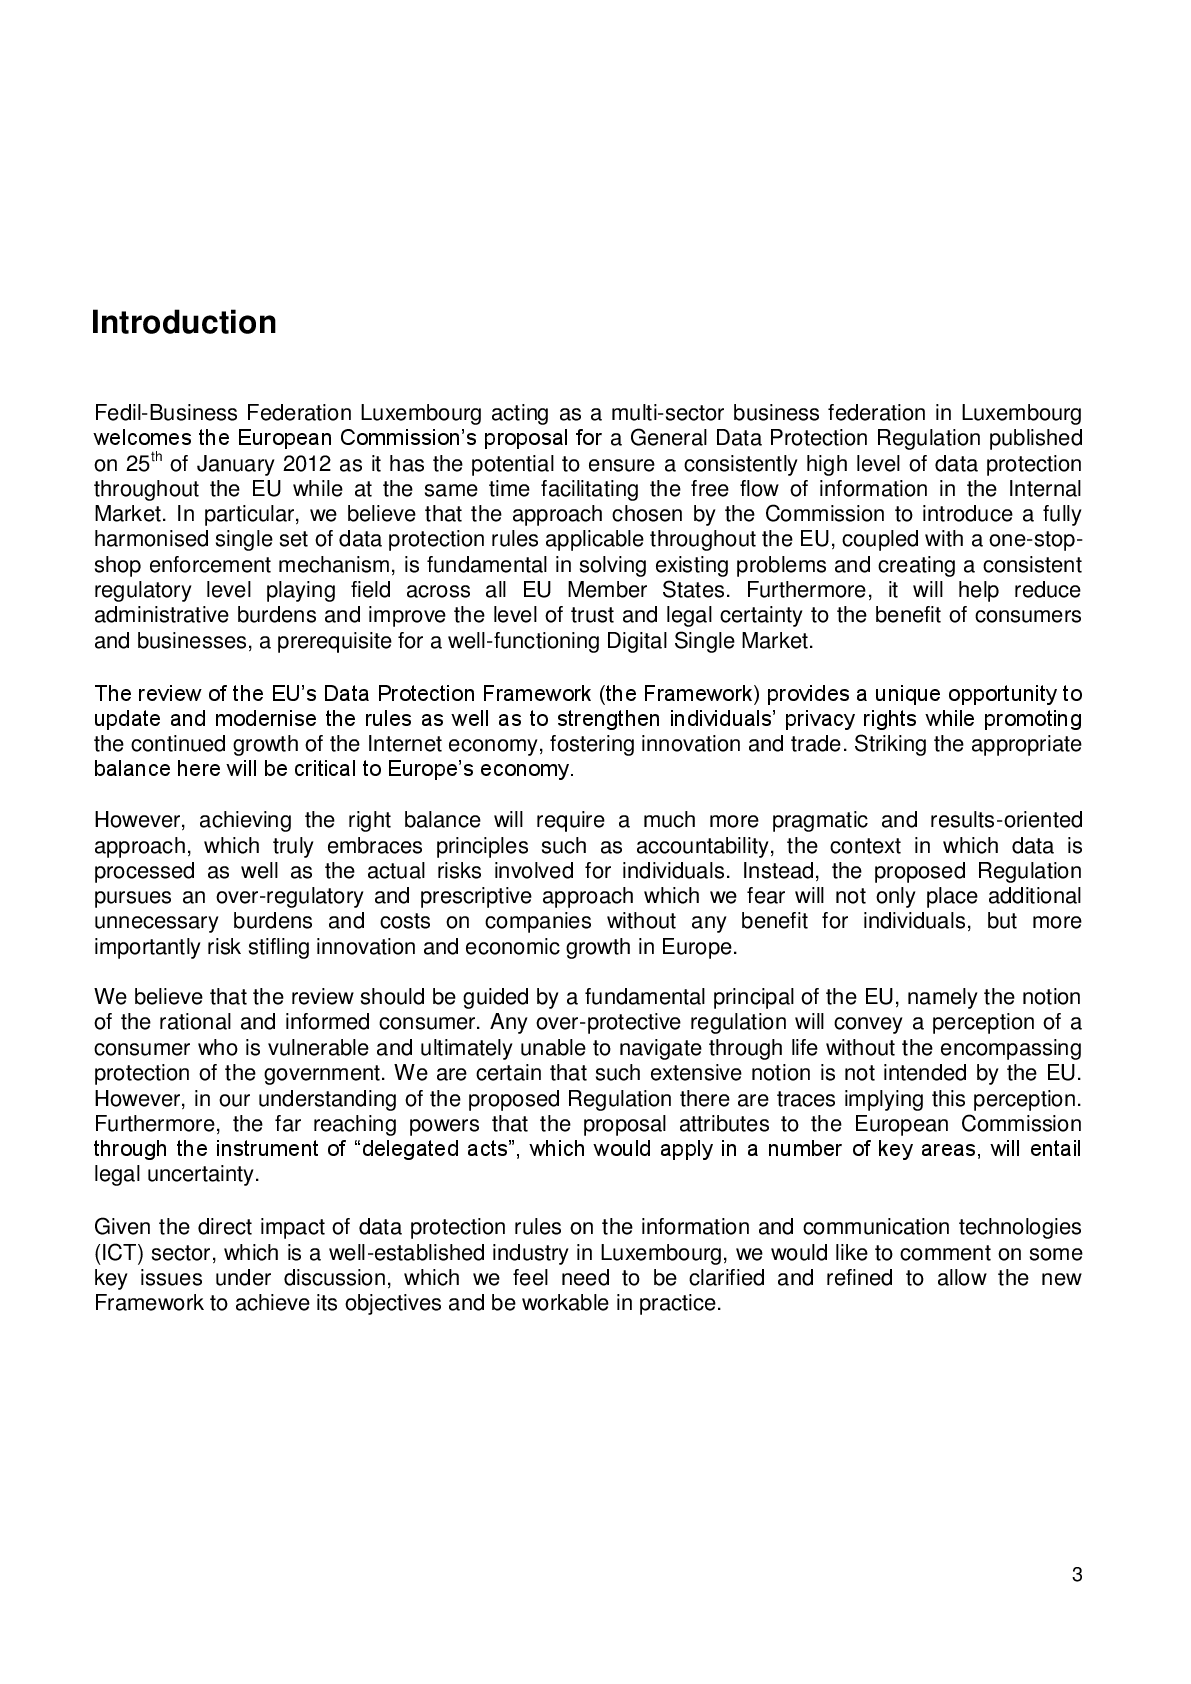 Introduction
Fedil-Business Federation Luxembourg acting as a multi-sector business federation in Luxembourg
welcomes the European Commission’s proposal for a General Data Protection Regulation published
on 25th of January 2012 as it has the potential to ensure a consistently high level of data protection
throughout the EU while at the same time facilitating the free flow of information in the Internal
Market. In particular, we believe that the approach chosen by the Commission to introduce a fully
harmonised single set of data protection rules applicable throughout the EU, coupled with a one-stop-
shop enforcement mechanism, is fundamental in solving existing problems and creating a consistent
regulatory level playing field across all EU Member States. Furthermore, it will help reduce
administrative burdens and improve the level of trust and legal certainty to the benefit of consumers
and businesses, a prerequisite for a well-functioning Digital Single Market.
The review of the EU’s Data Protection Framework (the Framework) provides a unique opportunity to
update and modernise the rules as well as to strengthen individuals’ privacy rights while promoting
the continued growth of the Internet economy, fostering innovation and trade. Striking the appropriate
balance here will be critical to Europe’s economy.
However, achieving the right balance will require a much more pragmatic and results-oriented
approach, which truly embraces principles such as accountability, the context in which data is
processed as well as the actual risks involved for individuals. Instead, the proposed Regulation
pursues an over-regulatory and prescriptive approach which we fear will not only place additional
unnecessary burdens and costs on companies without any benefit for individuals, but more
importantly risk stifling innovation and economic growth in Europe.
We believe that the review should be guided by a fundamental principal of the EU, namely the notion
of the rational and informed consumer. Any over-protective regulation will convey a perception of a
consumer who is vulnerable and ultimately unable to navigate through life without the encompassing
protection of the government. We are certain that such extensive notion is not intended by the EU.
However, in our understanding of the proposed Regulation there are traces implying this perception.
Furthermore, the far reaching powers that the proposal attributes to the European Commission
through the instrument of “delegated acts”, which would apply in a number of key areas, will entail
legal uncertainty.
Given the direct impact of data protection rules on the information and communication technologies
(ICT) sector, which is a well-established industry in Luxembourg, we would like to comment on some
key issues under discussion, which we feel need to be clarified and refined to allow the new
Framework to achieve its objectives and be workable in practice.
3